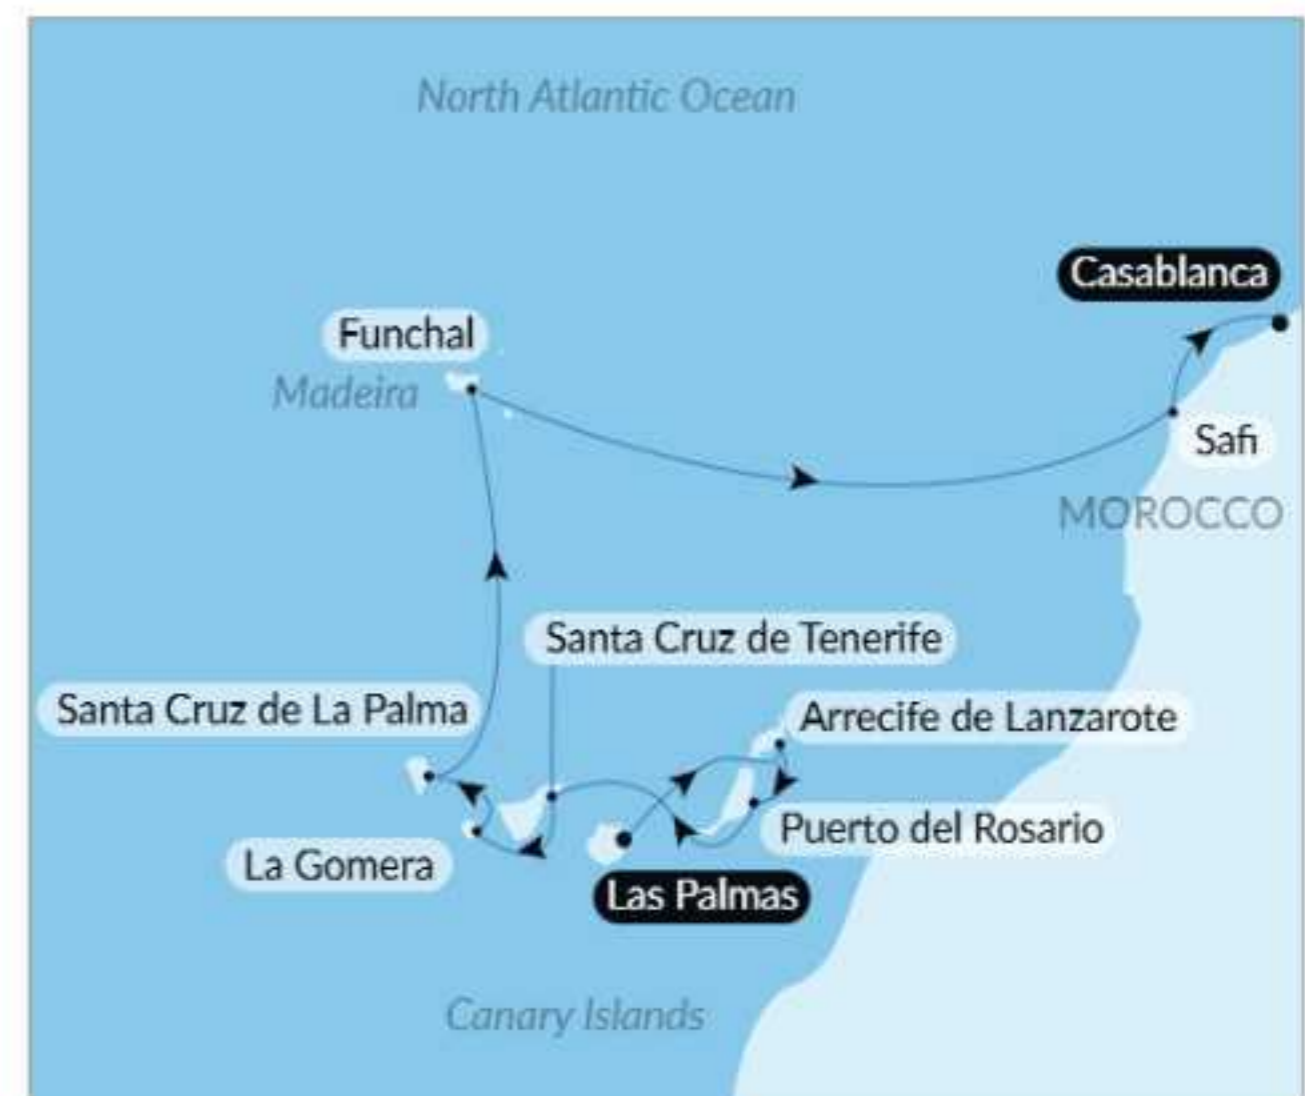 North Atlantic Ocean
Casablanca
Funchal
Madeira
Safi
MOROCCO
Santa Cruz de Tenerife
Santa Cruz de La Palma
Arrecife de Lanzarote
Puerto del Rosario
La Gomera
Las Palmas
Canary Islands